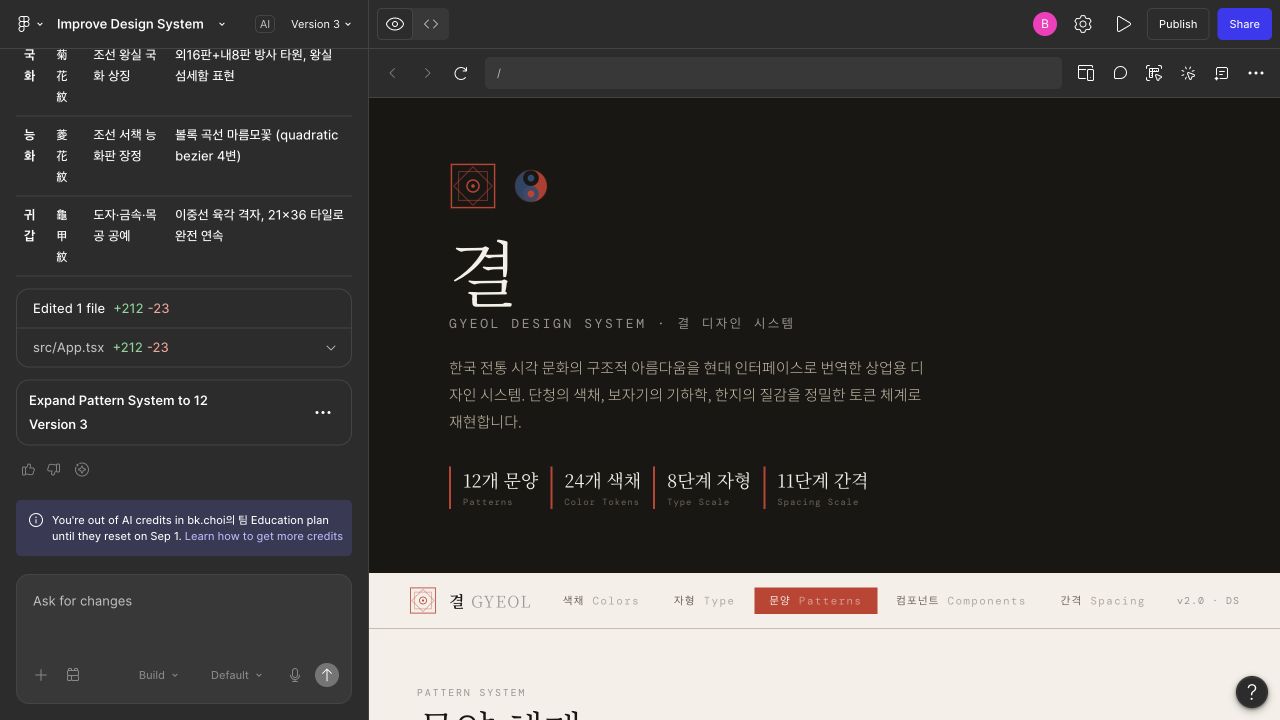 Improve Design System
AI
Version 3
B
Publish
Share
/
국화
菊花紋
조선 왕실 국화 상징
외16판+내8판 방사 타원, 왕실 섬세함 표현
능화
菱花紋
조선 서책 능화판 장정
볼록 곡선 마름모꽃 (quadratic bezier 4변)
귀갑
龜甲紋
도자·금속·목공 공예
이중선 육각 격자, 21×36 타일로 완전 연속
Edited 1 file +212 -23
src/App.tsx +212 -23
Expand Pattern System to 12
Version 3
You're out of AI credits in bk.choi의 팀 Education plan
until they reset on Sep 1. Learn how to get more credits
Ask for changes
Build
Default
결
GYEOL DESIGN SYSTEM · 결 디자인 시스템
한국 전통 시각 문화의 구조적 아름다움을 현대 인터페이스로 번역한 상업용 디
자인 시스템. 단청의 색채, 보자기의 기하학, 한지의 질감을 정밀한 토큰 체계로
재현합니다.
12개 문양
Patterns
24개 색채
Color Tokens
8단계 자형
Type Scale
11단계 간격
Spacing Scale
결 GYEOL
색채 Colors
자형 Type
문양 Patterns
컴포넌트 Components
간격 Spacing
v2.0 · DS
PATTERN SYSTEM
문양 체계
?